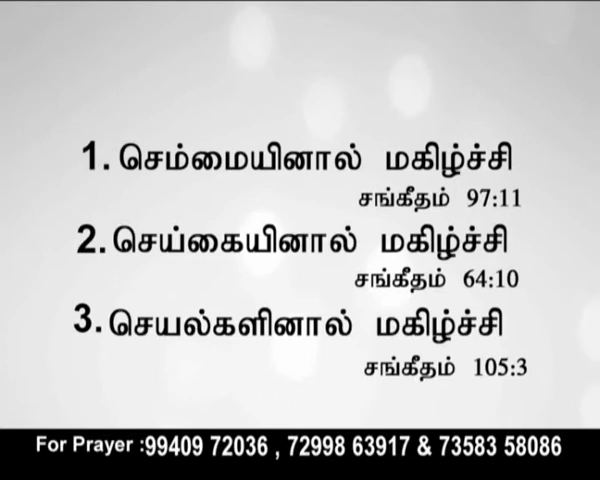 1. செம்மையினால் மகிழ்ச்சி
சங்கீதம் 97:11
2. செய்கையினால் மகிழ்ச்சி
சங்கீதம் 64:10
3. செயல்களினால் மகிழ்ச்சி
சங்கீதம் 105:3
For Prayer :99409 72036 , 72998 63917 & 73583 58086